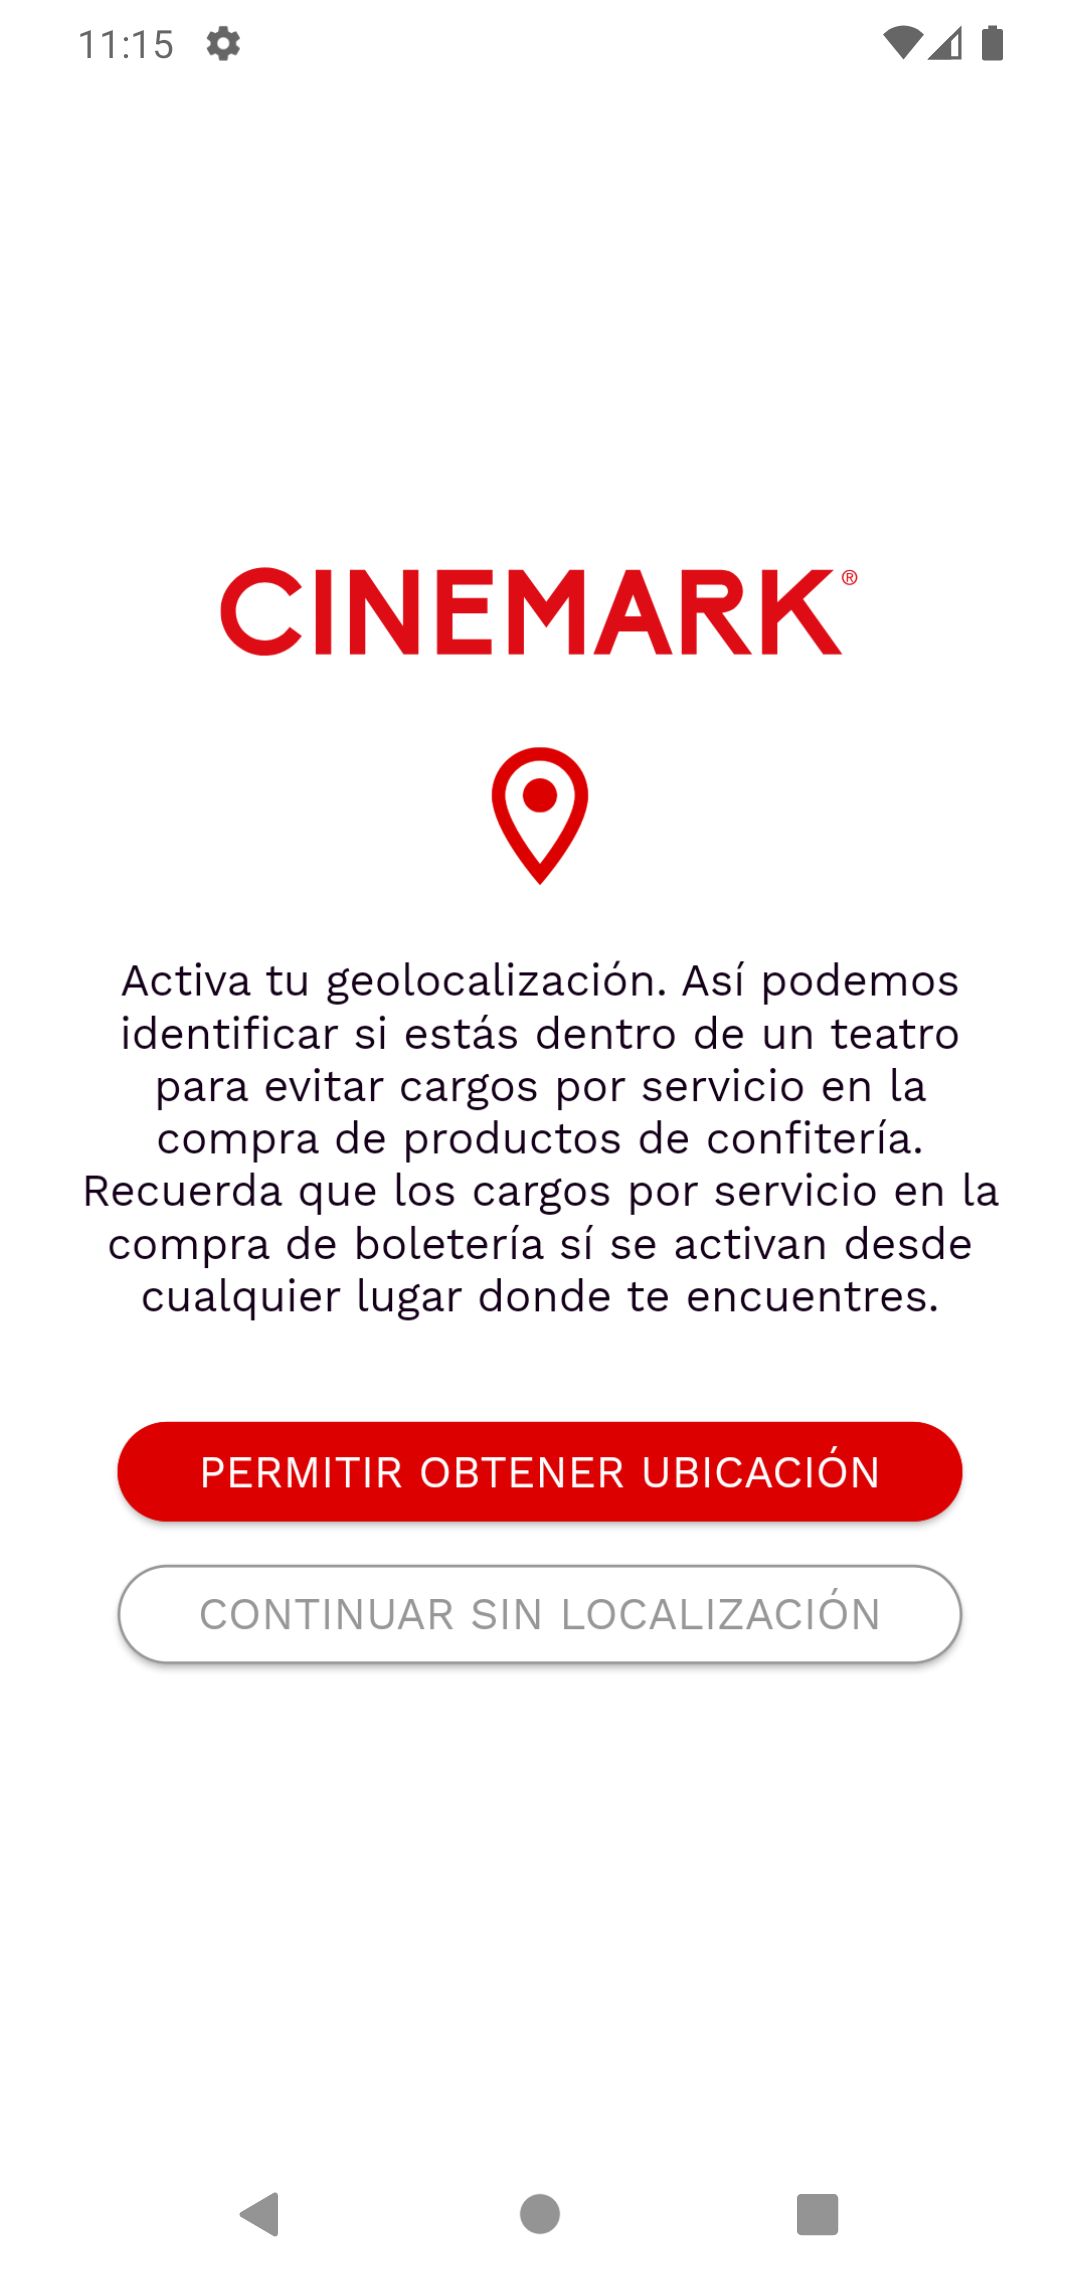 11:15
CINEMARK®
Activa tu geolocalización. Así podemos
identificar si estás dentro de un teatro
para evitar cargos por servicio en la
compra de productos de confitería.
Recuerda que los cargos por servicio en la
compra de boletería sí se activan desde
cualquier lugar donde te encuentres.
PERMITIR OBTENER UBICACIÓN
CONTINUAR SIN LOCALIZACIÓN